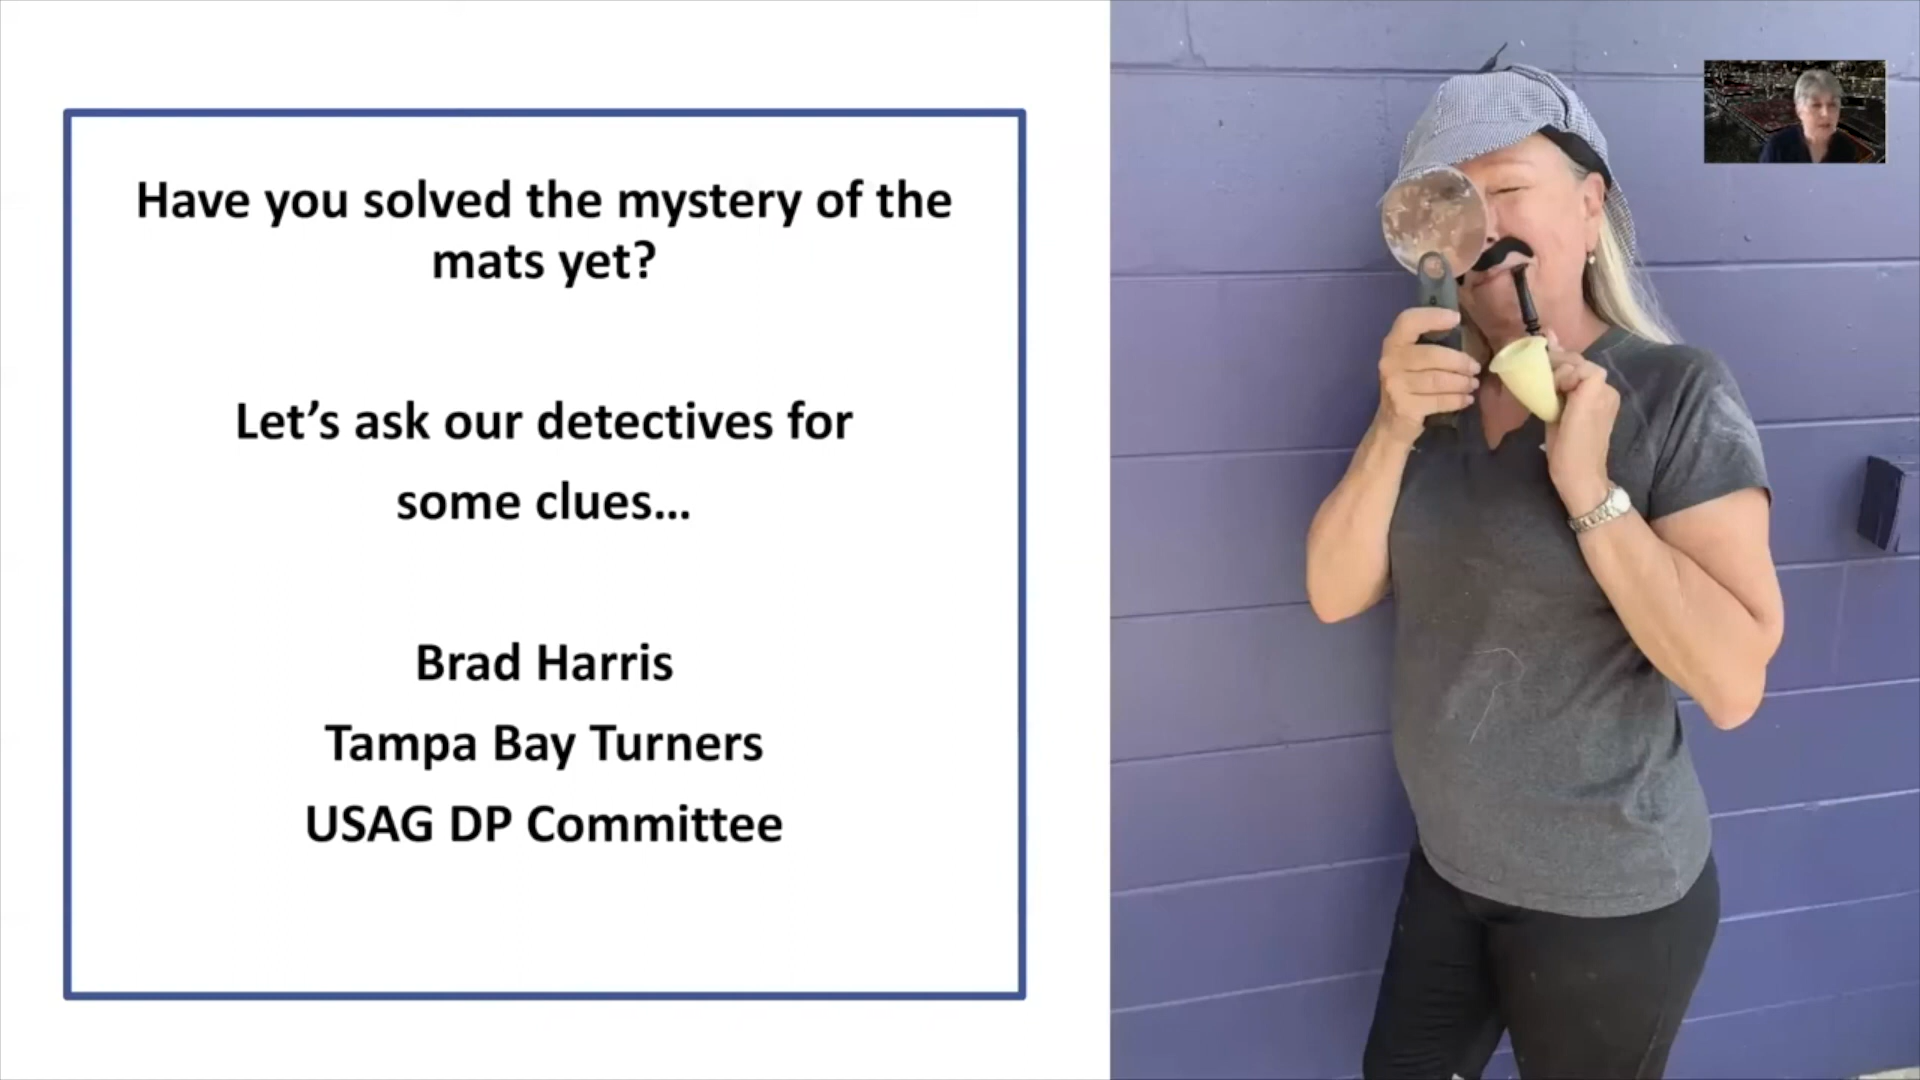 Have you solved the mystery of the
mats yet?
Let’s ask our detectives for
some clues...
Brad Harris
Tampa Bay Turners
USAG DP Committee